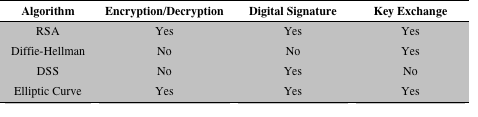 Algorithm Encryption/Decryption Digital Signature Key Exchange
RSA Yes Yes Yes
Diffie-Hellman No No Yes
DSS No Yes No
Elliptic Curve Yes Yes Yes